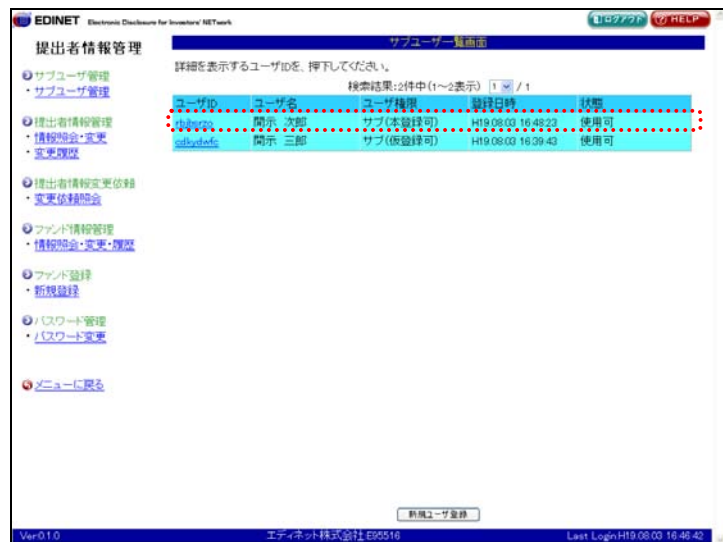 EDINET Electronic Disclosure for Investors' NETwork
ログアウト HELP
提出者情報管理
サブユーザ管理
・サブユーザ管理
提出者情報管理
・情報照会・変更
・変更履歴
提出者情報変更依頼
・変更依頼照会
ファンド情報管理
・情報照会・変更・履歴
ファンド登録
・新規登録
パスワード管理
・パスワード変更
メニューに戻る
サブユーザ一覧画面
詳細を表示するユーザIDを、押下してください。
検索結果:2件中(1～2表示) 1 / 1
ユーザID ユーザ名 ユーザ権限 登録日時 状態
開示 次郎 サブ(本登録可) H19.08.03 16:48:23 使用可
cdkydwfc 開示 三郎 サブ(仮登録可) H19.08.03 16:39:43 使用可
新規ユーザ登録
Ver0.1.0 エディネット株式会社 E95516 Last Login:H19.08.03 16:46:42